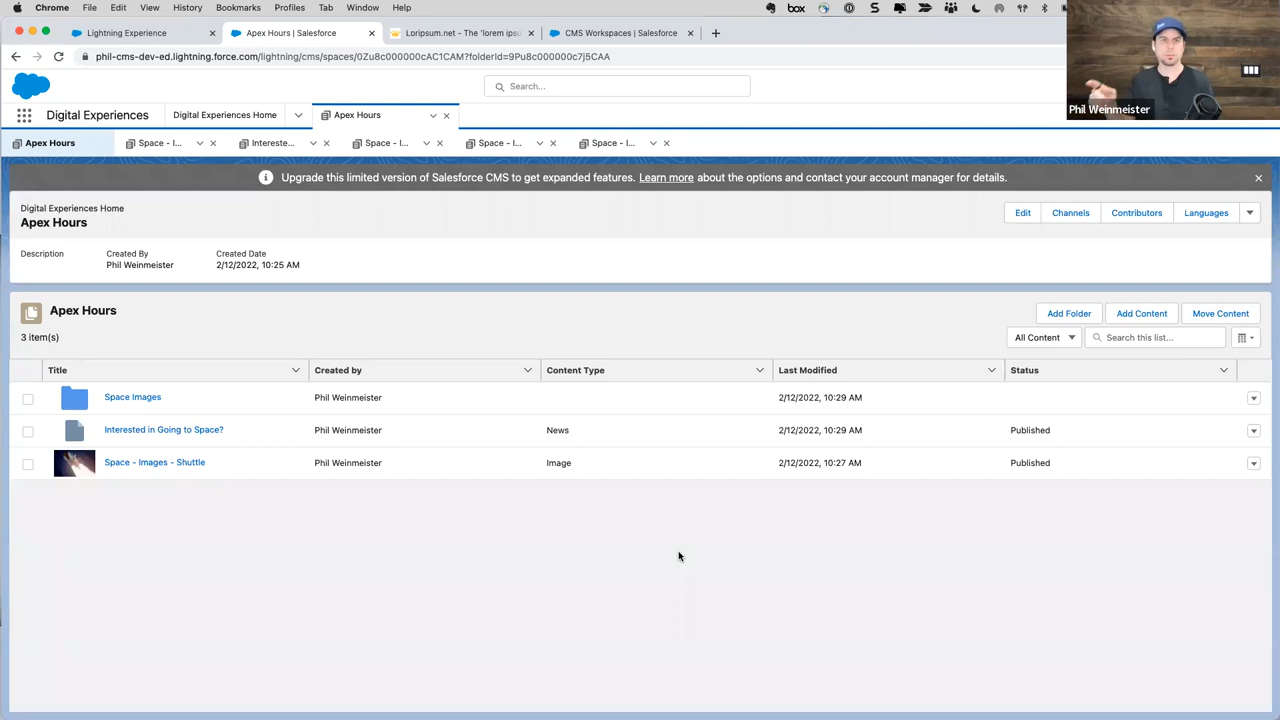 Chrome File Edit View History Bookmarks Profiles Tab Window Help
box
Lightning Experience
Apex Hours | Salesforce
Loripsum.net - The 'lorem ipsu
CMS Workspaces | Salesforce
phil-cms-dev-ed.lightning.force.com/lightning/cms/spaces/0Zu8c000000cAC1CAM?folderId=9Pu8c000000c7j5CAA
Search...
Phil Weinmeister
Digital Experiences
Digital Experiences Home
Apex Hours
Apex Hours
Space - I...
Intereste...
Space - I...
Space - I...
Space - I...
Upgrade this limited version of Salesforce CMS to get expanded features. Learn more about the options and contact your account manager for details.
Digital Experiences Home
Apex Hours
Edit Channels Contributors Languages
Description Created By Created Date
Phil Weinmeister 2/12/2022, 10:25 AM
Apex Hours
Add Folder Add Content Move Content
3 item(s)
All Content
Search this list...
Title Created by Content Type Last Modified Status
Space Images Phil Weinmeister 2/12/2022, 10:29 AM
Interested in Going to Space? Phil Weinmeister News 2/12/2022, 10:29 AM Published
Space - Images - Shuttle Phil Weinmeister Image 2/12/2022, 10:27 AM Published